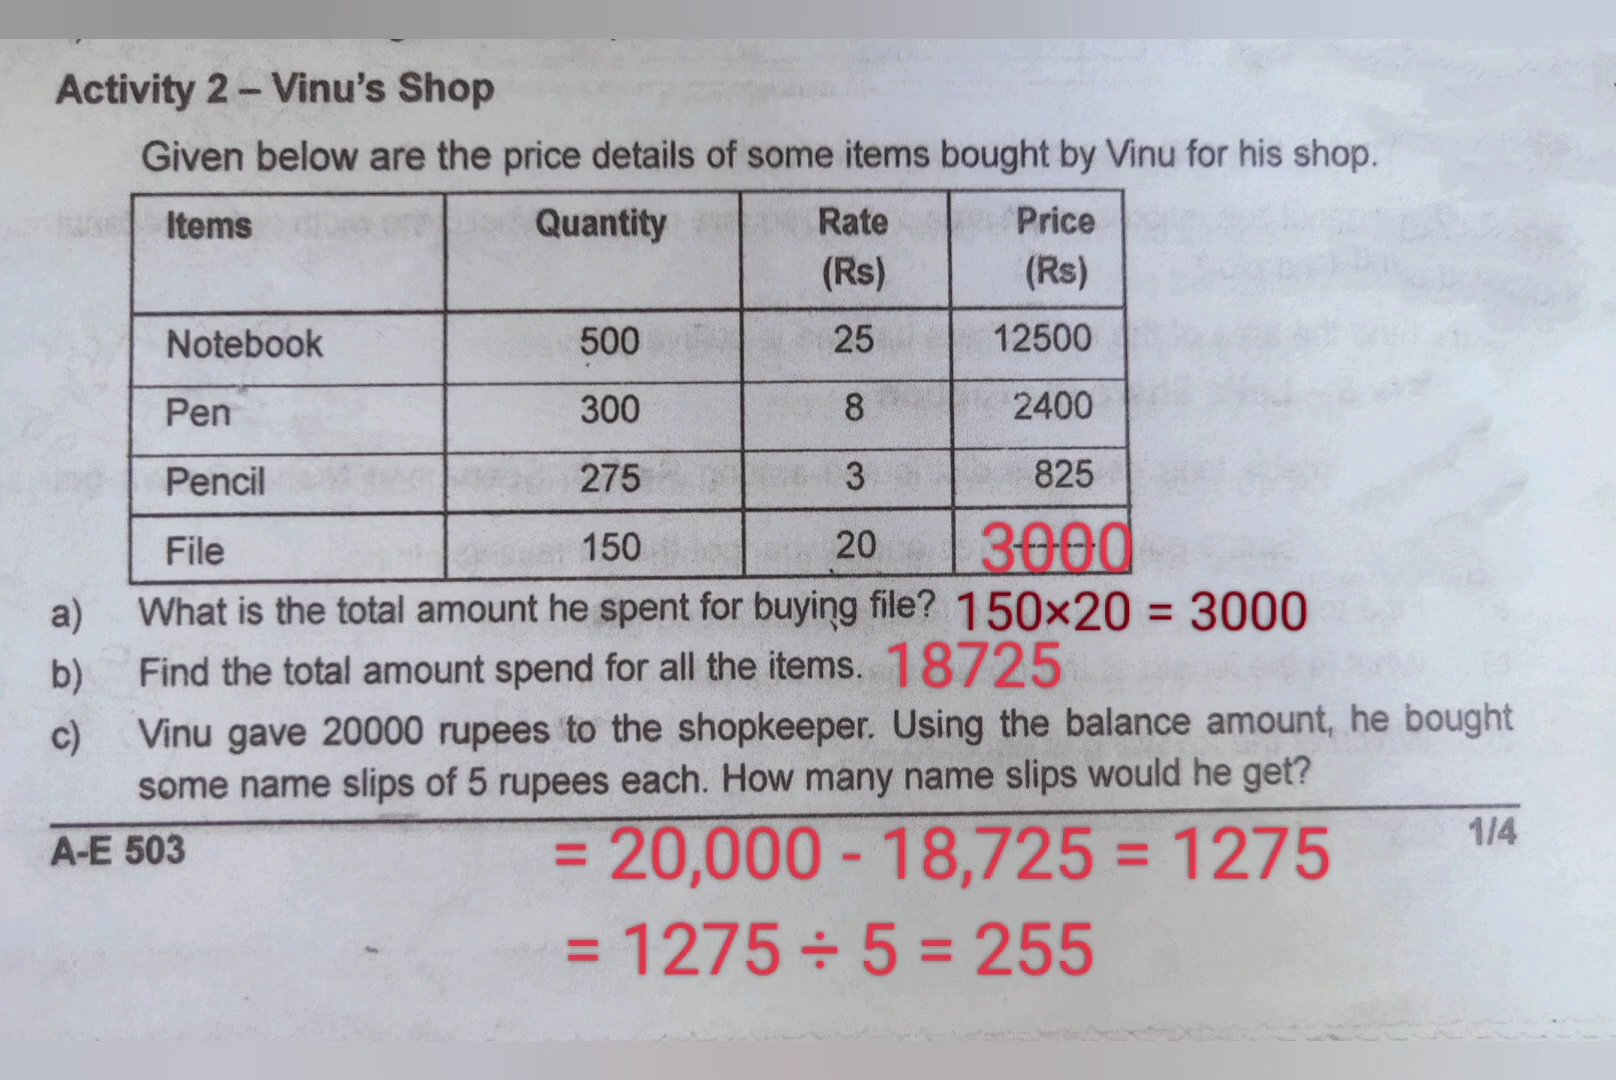 Activity 2 – Vinu's Shop
Given below are the price details of some items bought by Vinu for his shop.
Items Quantity Rate (Rs) Price (Rs)
Notebook 500 25 12500
Pen 300 8 2400
Pencil 275 3 825
File 150 20 3000
a) What is the total amount he spent for buying file? 150×20 = 3000
b) Find the total amount spend for all the items. 18725
c) Vinu gave 20000 rupees to the shopkeeper. Using the balance amount, he bought
some name slips of 5 rupees each. How many name slips would he get?
A-E 503 1/4
= 20,000 - 18,725 = 1275
= 1275 ÷ 5 = 255